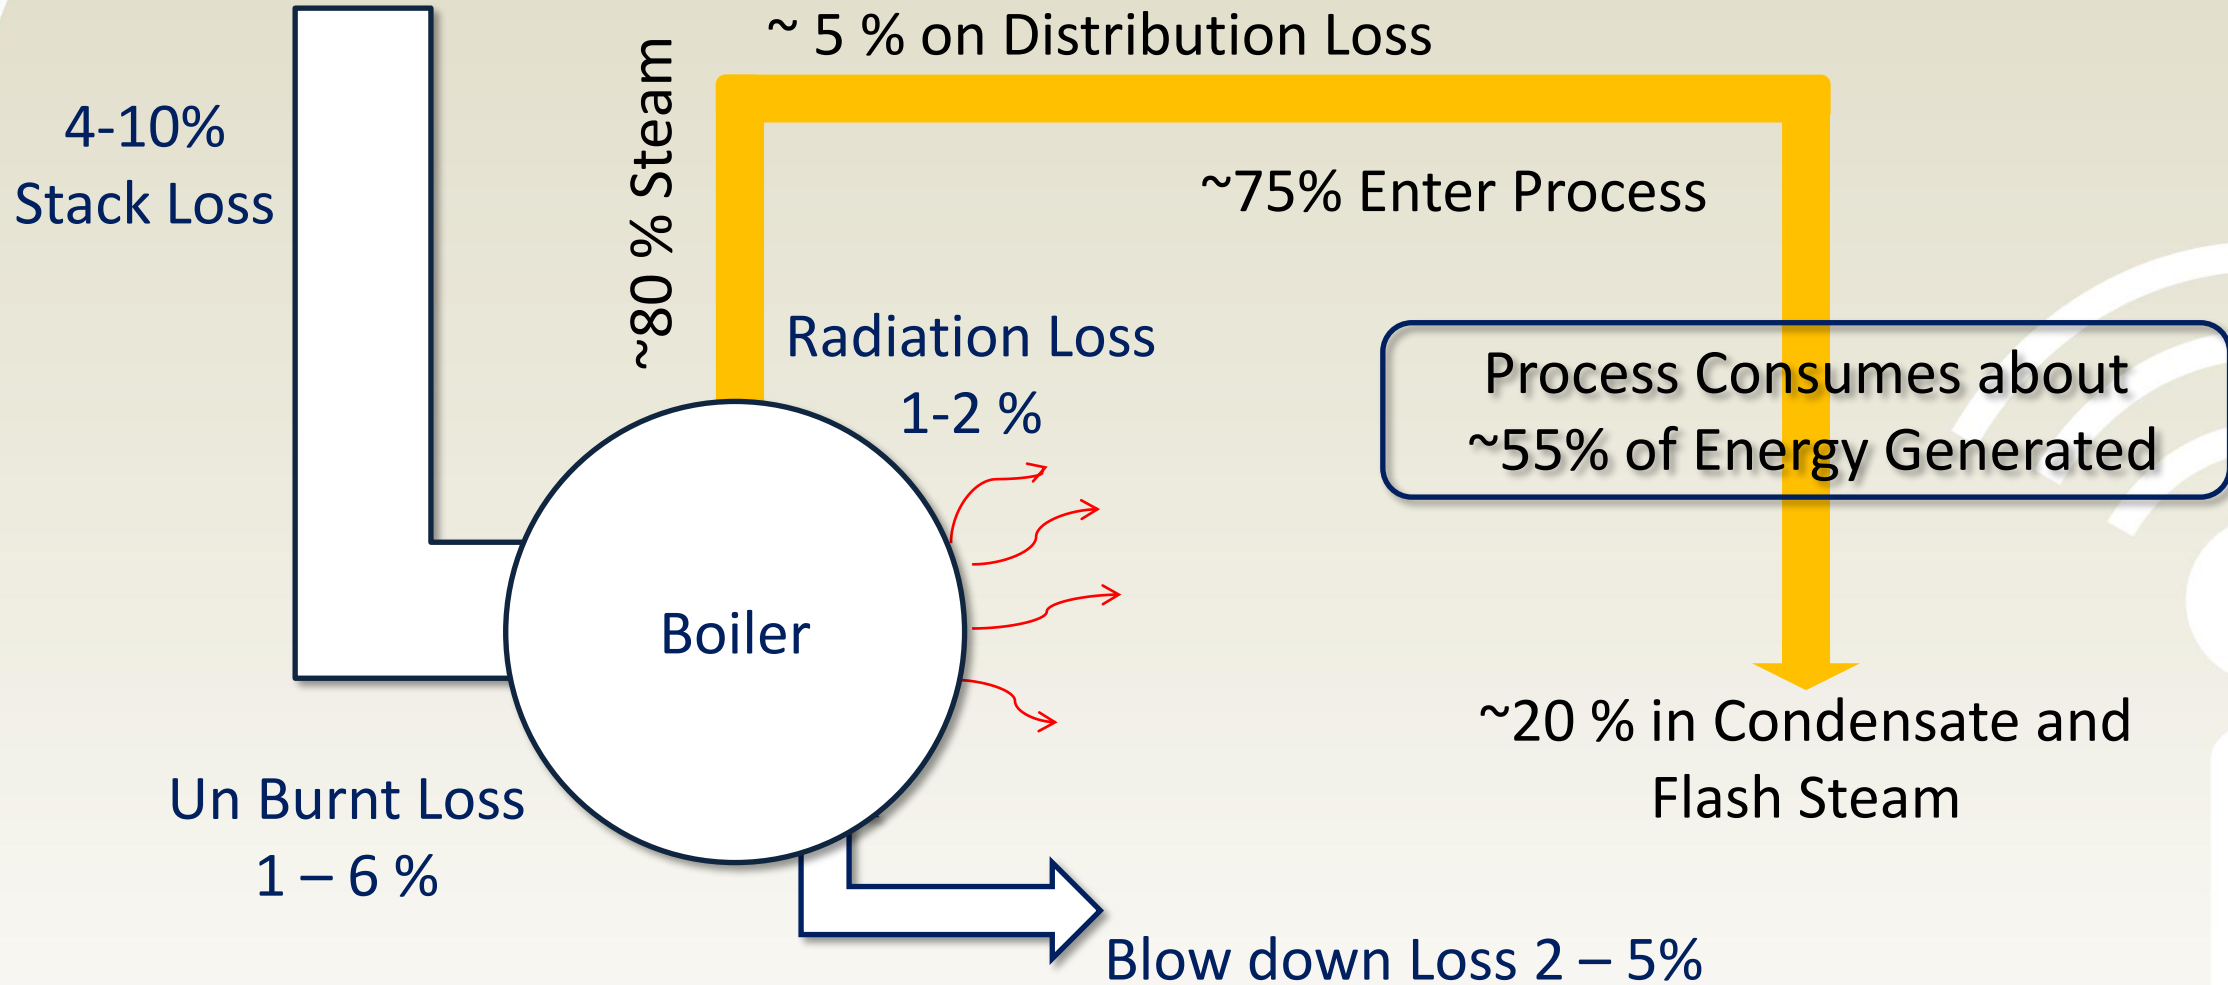 ~ 5 % on Distribution Loss
~80 % Steam
4-10%
Stack Loss
~75% Enter Process
Radiation Loss
1-2 %
Process Consumes about
~55% of Energy Generated
Boiler
~20 % in Condensate and
Flash Steam
Un Burnt Loss
1 – 6 %
Blow down Loss 2 – 5%